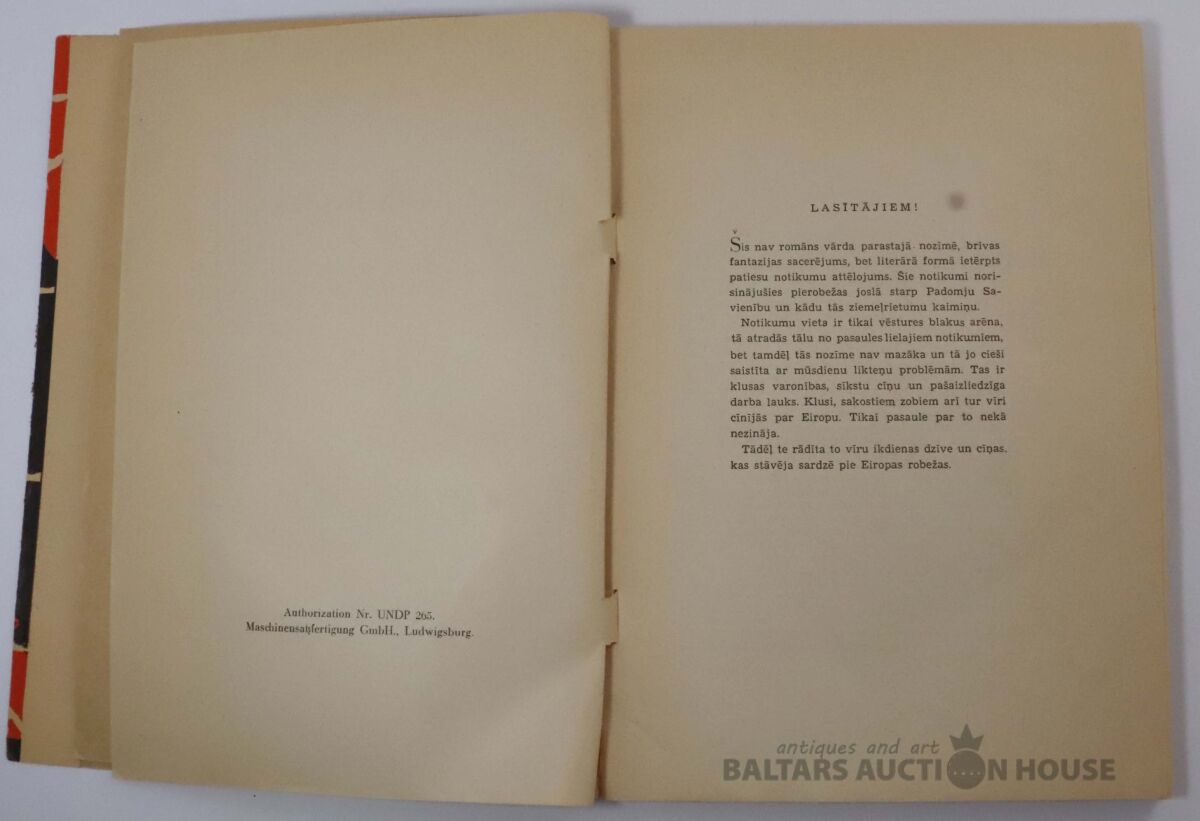 Authorization Nr. UNDP 265.
Maschinensatzfertigung GmbH., Ludwigsburg.
LASĪTĀJIEM!
Šis nav romāns vārda parastajā nozīmē, brīvas
fantazijas sacerējums, bet literārā formā ietērpts
patiesu notikumu attēlojums. Šie notikumi nori-
sinājušies pierobežas joslā starp Padomju Sa-
vienību un kādu tās ziemeļrietumu kaimiņu.
Notikumu vieta ir tikai vēstures blakus arēna,
tā atradās tālu no pasaules lielajiem notikumiem,
bet tamdēļ tās nozīme nav mazāka un tā jo cieši
saistīta ar mūsdienu likteņu problēmām. Tas ir
klusas varonības, sīkstu cīņu un pašaizliedzīga
darba lauks. Klusi, sakostiem zobiem arī tur vīri
cīnījās par Eiropu. Tikai pasaule par to nekā
nezināja.
Tādēļ te rādīta to vīru ikdienas dzīve un cīņas,
kas stāvēja sardzē pie Eiropas robežas.
antiques and art
BALTARS AUCTION HOUSE